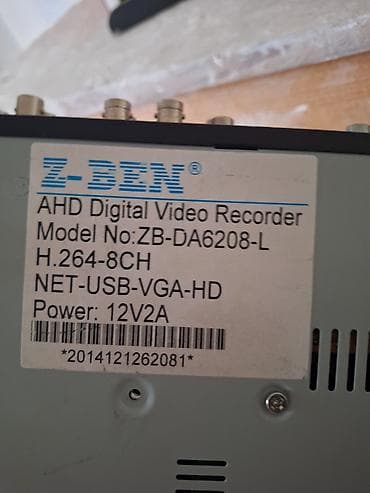 Z-BEN®
AHD Digital Video Recorder
Model No:ZB-DA6208-L
H.264-8CH
NET-USB-VGA-HD
Power: 12V2A
*2014121262081*